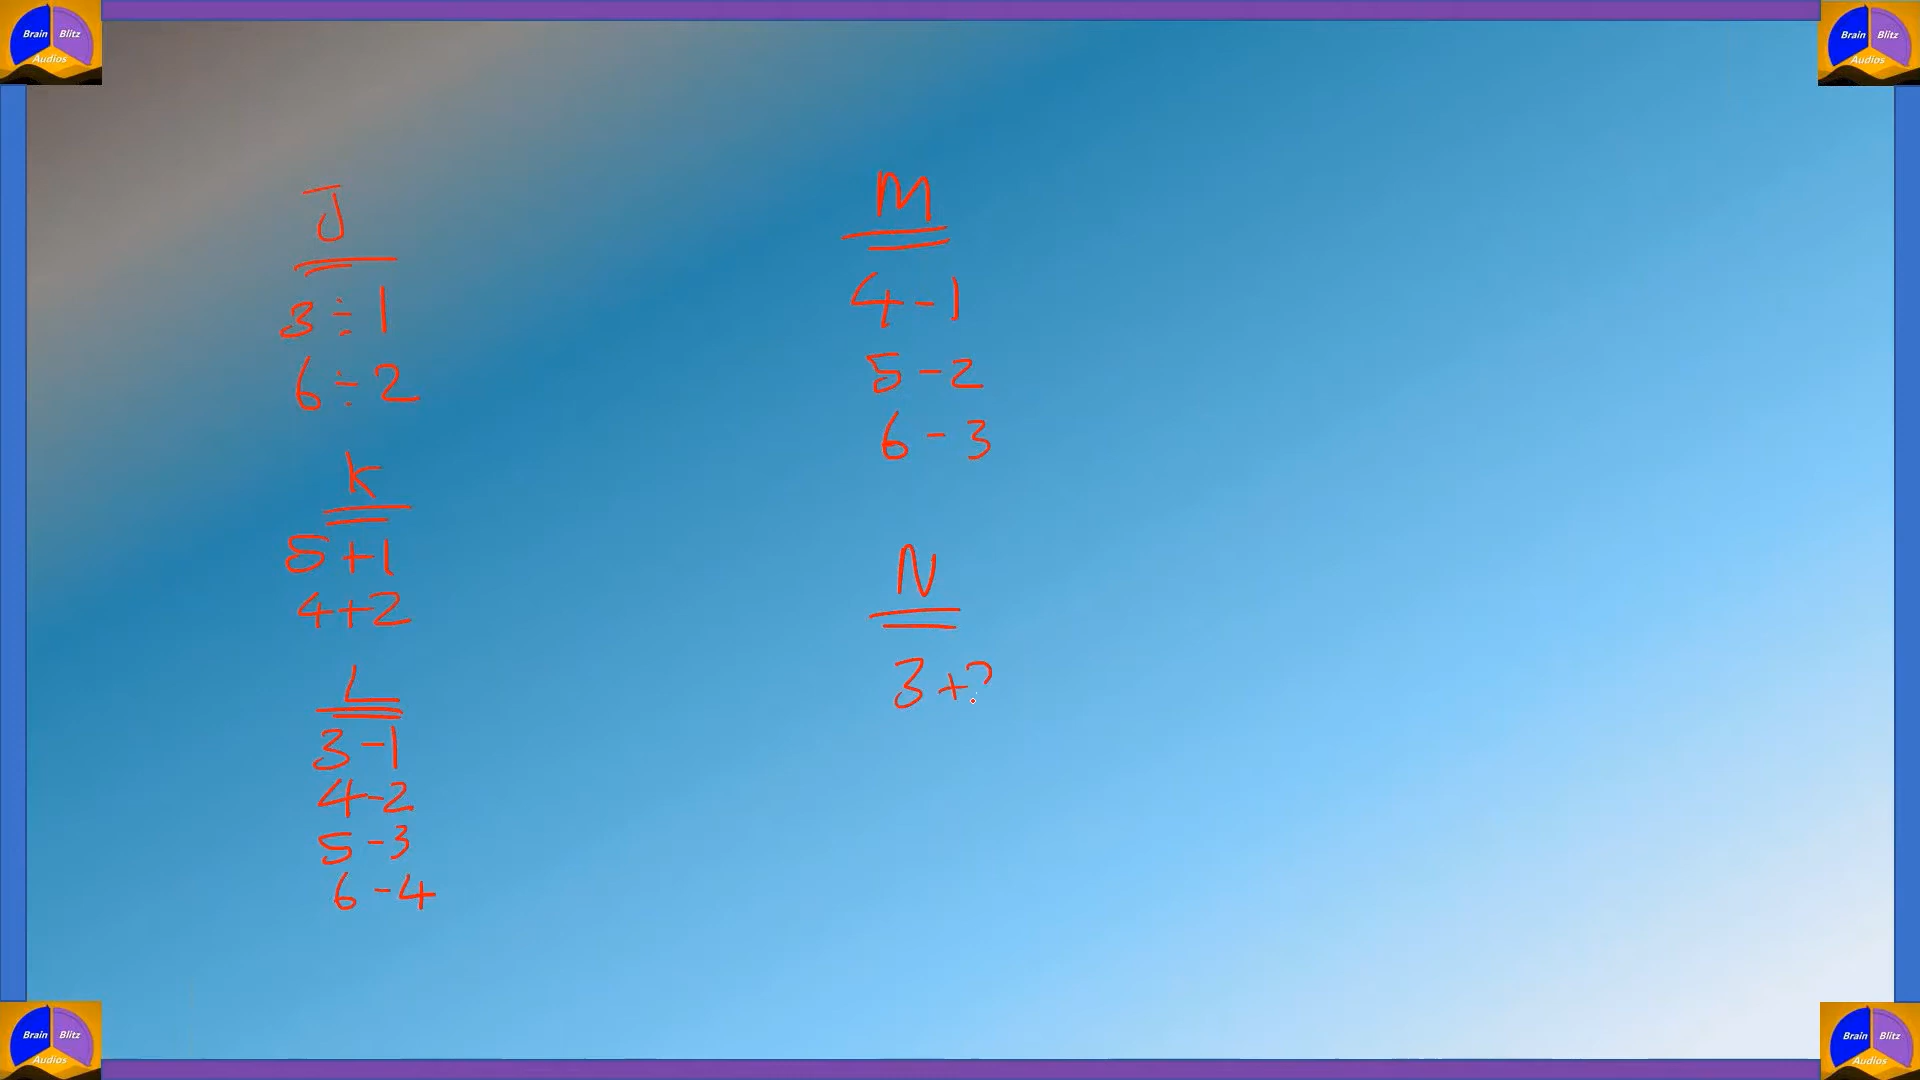 Brain Blitz
Audios
Brain Blitz
Audios
J
3 ÷ 1
6 ÷ 2
K
5 + 1
4 + 2
L
3 - 1
4 - 2
5 - 3
6 - 4
M
4 - 1
5 - 2
6 - 3
N
3 +
Brain Blitz
Audios
Brain Blitz
Audios